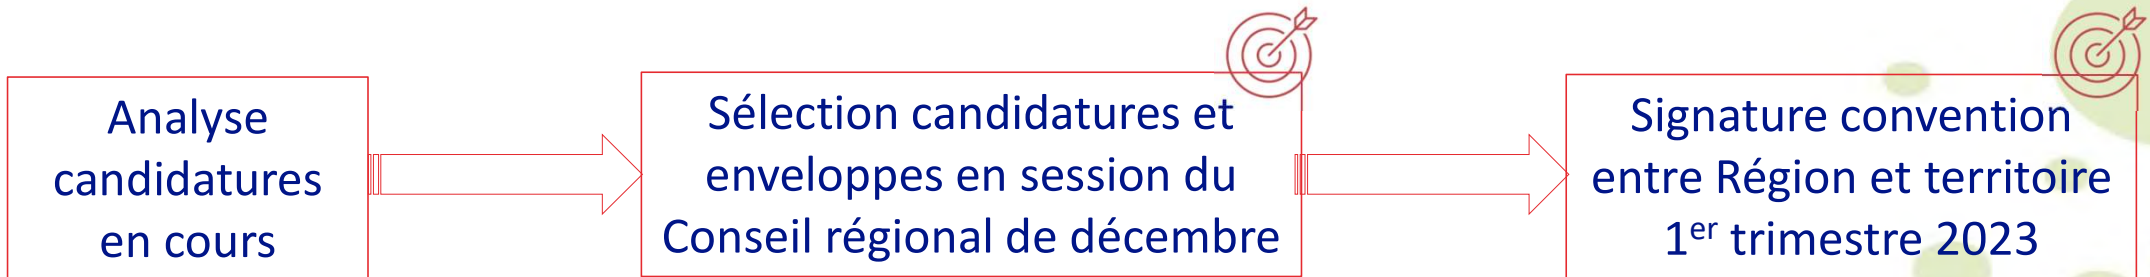 Analyse
candidatures
en cours
Sélection candidatures et
enveloppes en session du
Conseil régional de décembre
Signature convention
entre Région et territoire
1er trimestre 2023